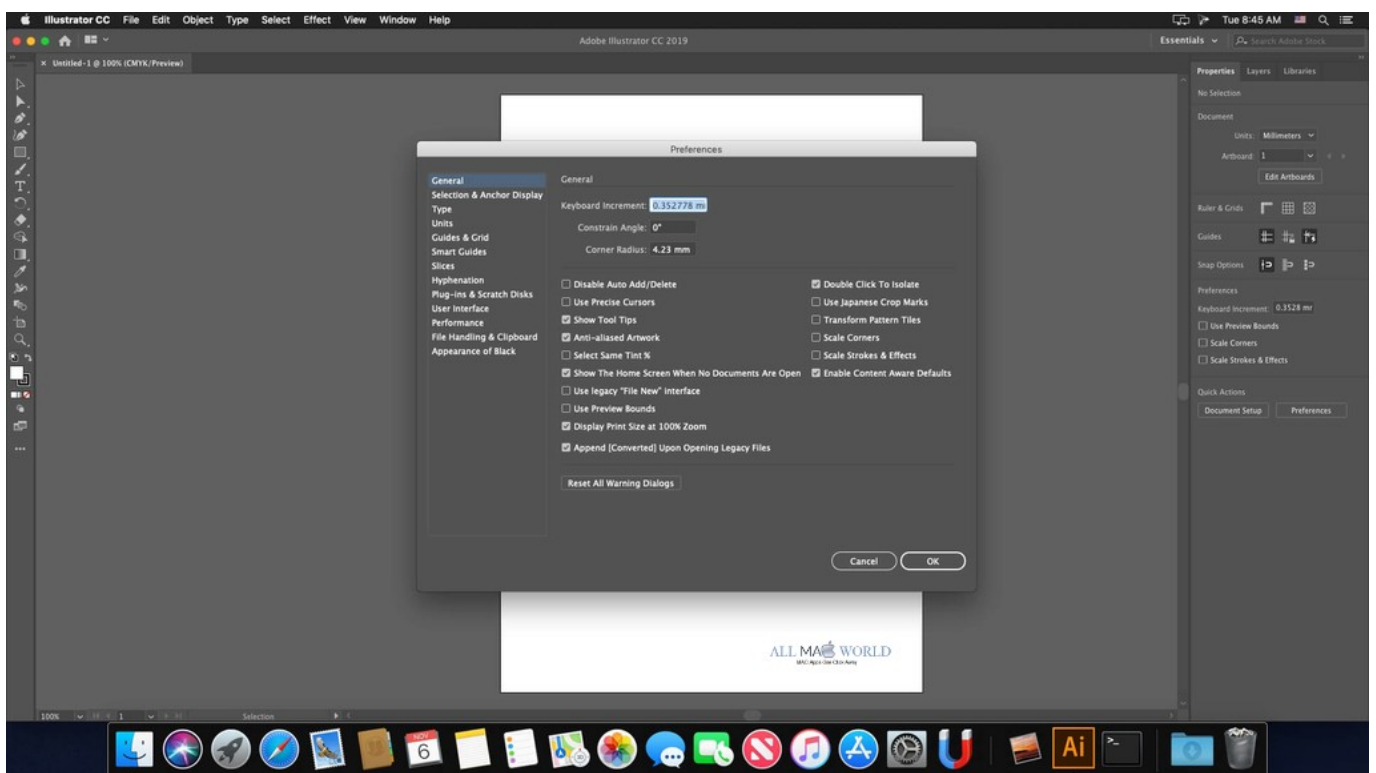 Illustrator CC File Edit Object Type Select Effect View Window Help
Tue 8:45 AM
Adobe Illustrator CC 2019
Essentials
Search Adobe Stock
× Untitled-1 @ 100% (CMYK/Preview)
Properties Layers Libraries
No Selection
Document
Units: Millimeters
Artboard: 1
Edit Artboards
Ruler & Grids
Guides
Snap Options
Preferences
Keyboard Increment: 0.3528 mr
Use Preview Bounds
Scale Corners
Scale Strokes & Effects
Quick Actions
Document Setup Preferences
Preferences
General
Selection & Anchor Display
Type
Units
Guides & Grid
Smart Guides
Slices
Hyphenation
Plug-ins & Scratch Disks
User Interface
Performance
File Handling & Clipboard
Appearance of Black
General
Keyboard Increment: 0.352778 m
Constrain Angle: 0°
Corner Radius: 4.23 mm
Disable Auto Add/Delete
Use Precise Cursors
Show Tool Tips
Anti-aliased Artwork
Select Same Tint %
Show The Home Screen When No Documents Are Open
Use legacy "File New" interface
Use Preview Bounds
Display Print Size at 100% Zoom
Append [Converted] Upon Opening Legacy Files
Double Click To Isolate
Use Japanese Crop Marks
Transform Pattern Tiles
Scale Corners
Scale Strokes & Effects
Enable Content Aware Defaults
Reset All Warning Dialogs
Cancel OK
ALL MAC WORLD
MAC Apps One Click Away
100% 1 Selection
NOV
6
Ai